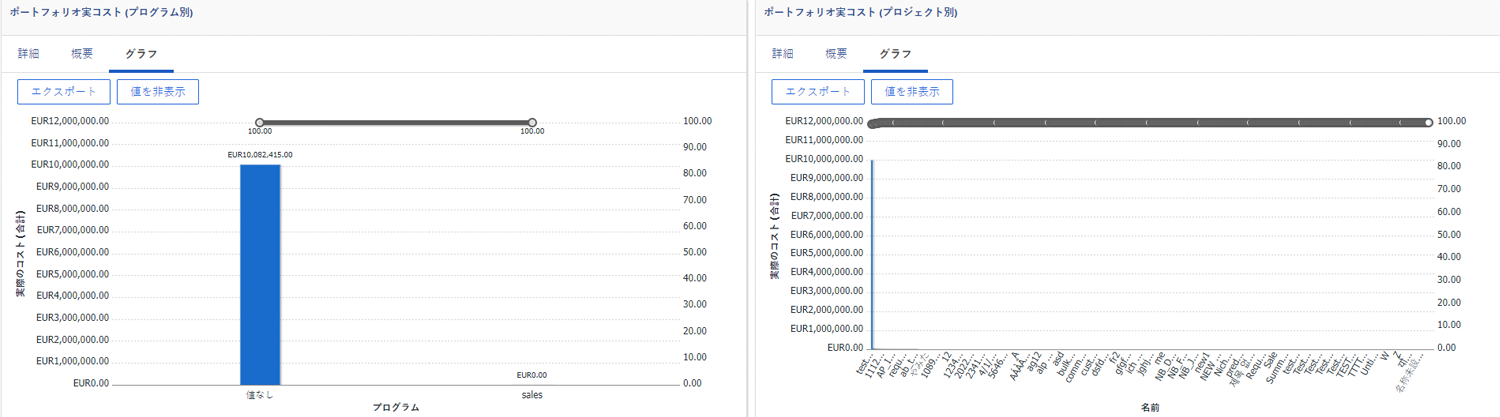 ポートフォリオ実コスト (プログラム別)
詳細 概要 グラフ
エクスポート 値を非表示
EUR12,000,000.00
EUR11,000,000.00
EUR10,000,000.00
EUR9,000,000.00
EUR8,000,000.00
EUR7,000,000.00
EUR6,000,000.00
EUR5,000,000.00
EUR4,000,000.00
EUR3,000,000.00
EUR2,000,000.00
EUR1,000,000.00
EUR0.00
実際のコスト (合計)
100.00 100.00
EUR10,082,415.00
EUR0.00
100.00
90.00
80.00
70.00
60.00
50.00
40.00
30.00
20.00
10.00
0.00
値なし sales
プログラム
ポートフォリオ実コスト (プロジェクト別)
詳細 概要 グラフ
エクスポート 値を非表示
EUR12,000,000.00
EUR11,000,000.00
EUR10,000,000.00
EUR9,000,000.00
EUR8,000,000.00
EUR7,000,000.00
EUR6,000,000.00
EUR5,000,000.00
EUR4,000,000.00
EUR3,000,000.00
EUR2,000,000.00
EUR1,000,000.00
EUR0.00
実際のコスト (合計)
100.00
90.00
80.00
70.00
60.00
50.00
40.00
30.00
20.00
10.00
0.00
test...
1112...
AP_I...
requ...
ab t...
やみた
1089...
12
1234...
2022...
2341...
4/1/...
5646...
A
AÀÁÂ...
ag12
alp ...
asd
bulk...
comm...
cust...
dsfd...
fr2
gfgf...
ich ...
jghj...
me
NB_D...
NB_F...
NB_J...
new1
NEW ...
Nich...
pred...
제목 없...
Requ...
Sale
Summ...
test...
Test...
Test...
Test...
TEST...
TTTT...
Unti...
W
Z
名称未設...
名前